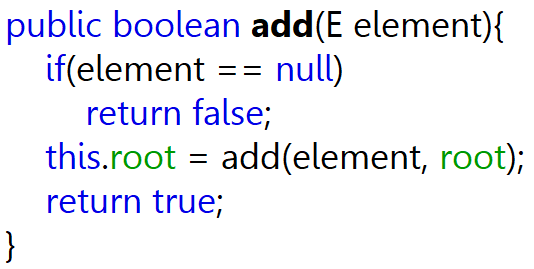 public boolean add(E element){
if(element == null)
return false;
this.root = add(element, root);
return true;
}